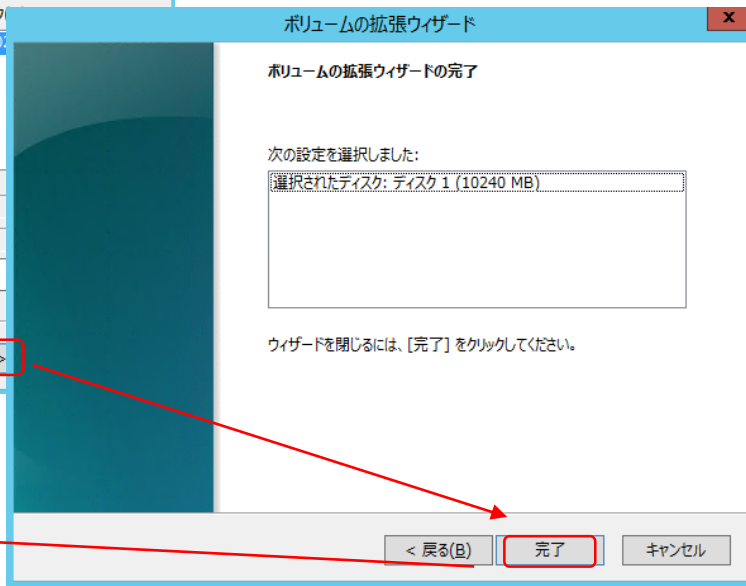 ボリュームの拡張ウィザード
x
ボリュームの拡張ウィザードの完了
次の設定を選択しました:
選択されたディスク: ディスク 1 (10240 MB)
ウィザードを閉じるには、[完了] をクリックしてください。
>
< 戻る(B)
完了
キャンセル